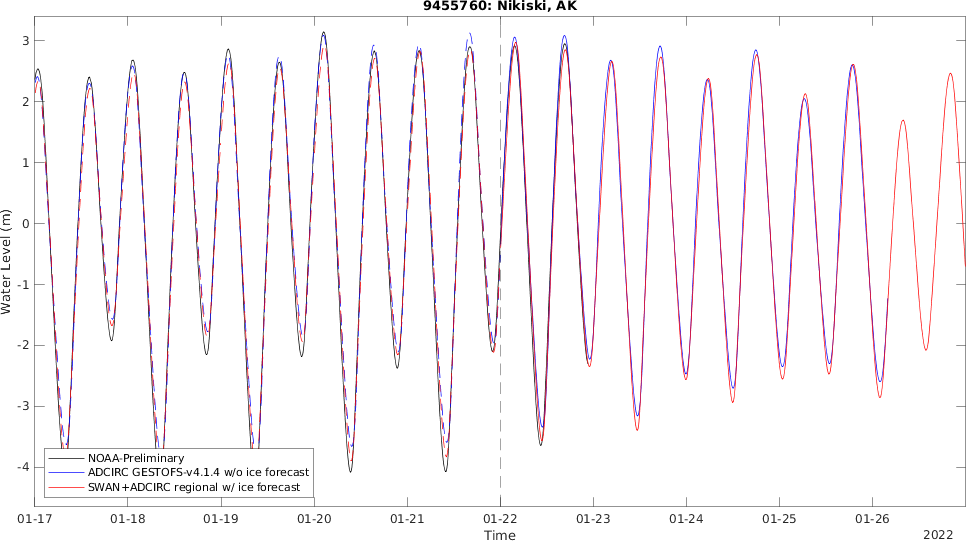 9455760: Nikiski, AK
3
2
1
0
-1
-2
-3
-4
Water Level (m)
NOAA-Preliminary
ADCIRC GESTOFS-v4.1.4 w/o ice forecast
SWAN+ADCIRC regional w/ ice forecast
01-17 01-18 01-19 01-20 01-21 01-22 01-23 01-24 01-25 01-26
Time
2022